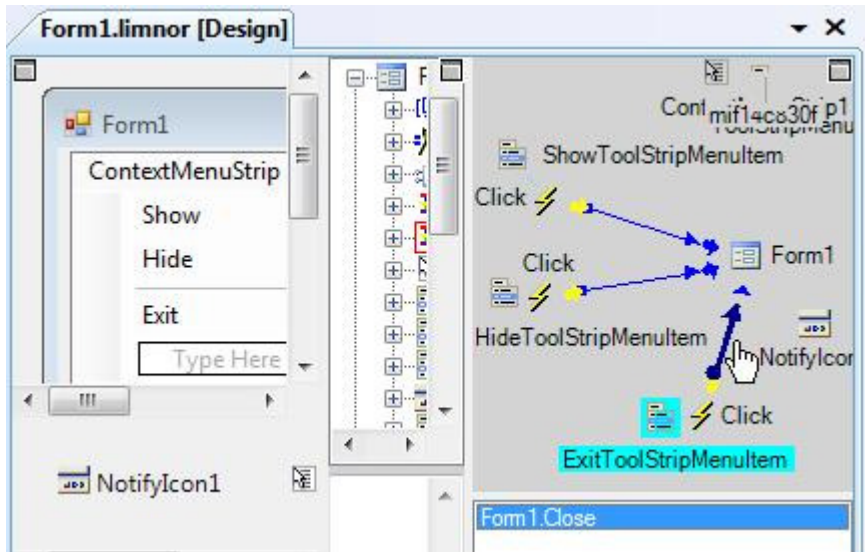 Form1.limnor [Design]
Form1
ContextMenuStrip
Show
Hide
Exit
Type Here
NotifyIcon1
F
ShowToolStripMenuItem
Click
Form1
Click
HideToolStripMenuItem
NotifyIcon
Click
ExitToolStripMenuItem
Form1.Close